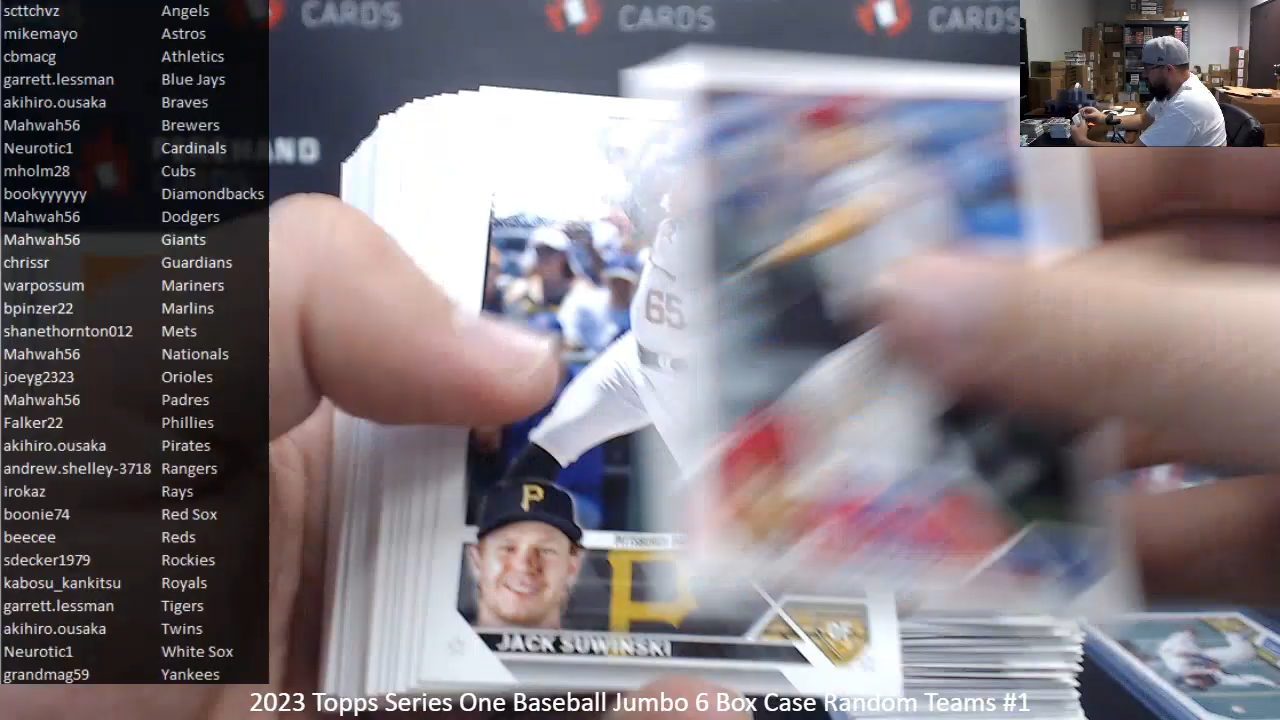 CARDS CARDS CARDS
scttchvz Angels
mikemayo Astros
cbmacg Athletics
garrett.lessman Blue Jays
akihiro.ousaka Braves
Mahwah56 Brewers
Neurotic1 Cardinals
mholm28 Cubs
bookyyyyyy Diamondbacks
Mahwah56 Dodgers
Mahwah56 Giants
chrissr Guardians
warpossum Mariners
bpinzer22 Marlins
shanethornton012 Mets
Mahwah56 Nationals
joeyg2323 Orioles
Mahwah56 Padres
Falker22 Phillies
akihiro.ousaka Pirates
andrew.shelley-3718 Rangers
irokaz Rays
boonie74 Red Sox
beecee Reds
sdecker1979 Rockies
kabosu_kankitsu Royals
garrett.lessman Tigers
akihiro.ousaka Twins
Neurotic1 White Sox
grandmag59 Yankees
65
P
P
OF
JACK SUWINSKI
2023 Topps Series One Baseball Jumbo 6 Box Case Random Teams #1